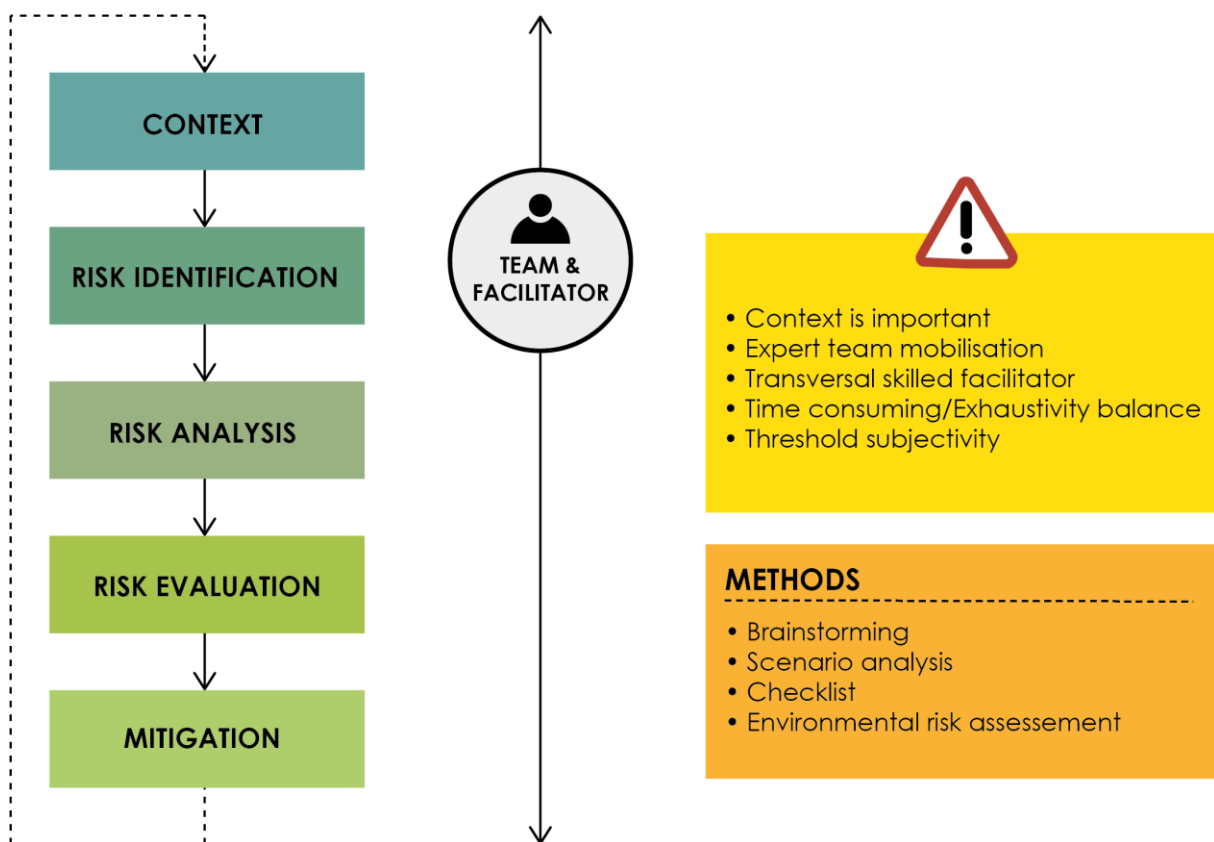 CONTEXT
RISK IDENTIFICATION
RISK ANALYSIS
RISK EVALUATION
MITIGATION
TEAM &
FACILITATOR
• Context is important
• Expert team mobilisation
• Transversal skilled facilitator
• Time consuming/Exhaustivity balance
• Threshold subjectivity
METHODS
• Brainstorming
• Scenario analysis
• Checklist
• Environmental risk assessement